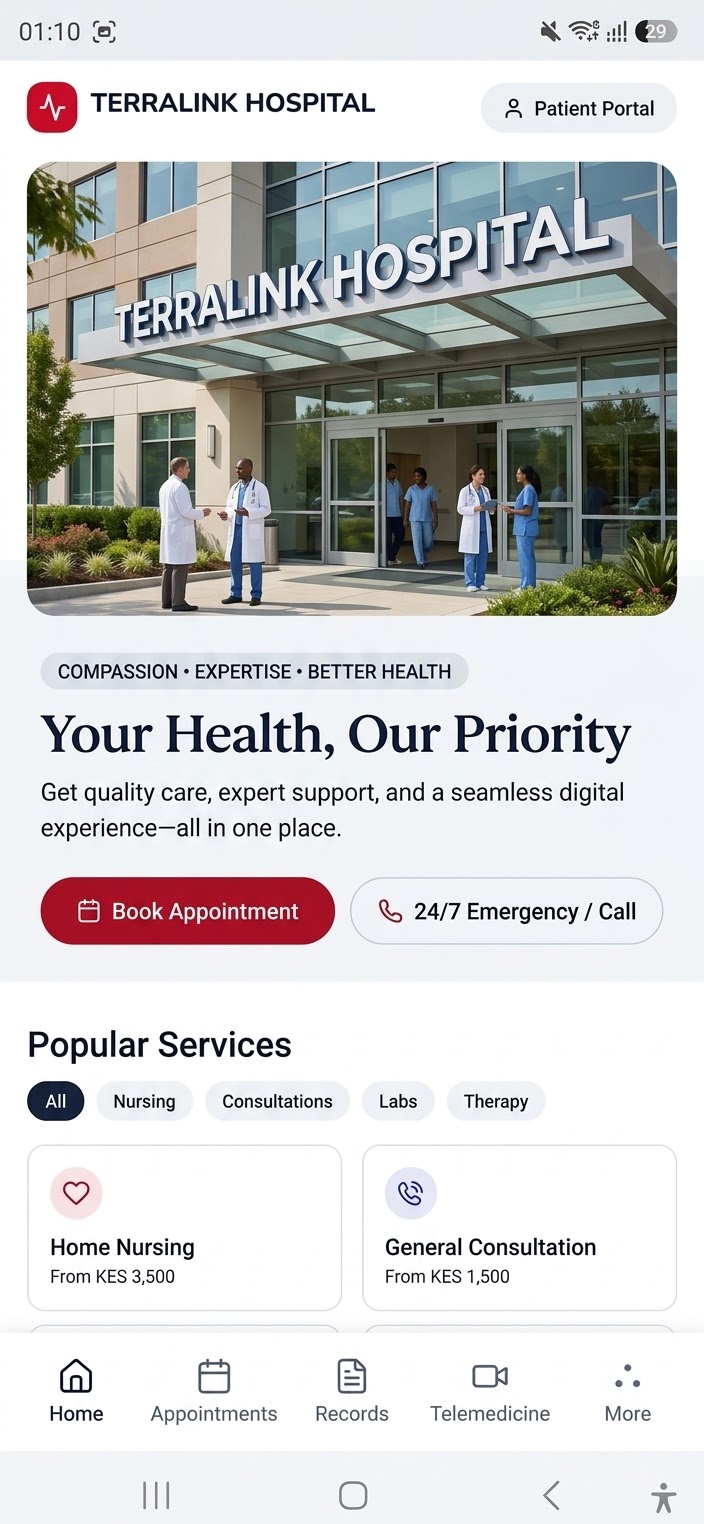 01:10
29
TERRALINK HOSPITAL
Patient Portal
TERRALINK HOSPITAL
COMPASSION • EXPERTISE • BETTER HEALTH
Your Health, Our Priority
Get quality care, expert support, and a seamless digital
experience—all in one place.
Book Appointment
24/7 Emergency / Call
Popular Services
All
Nursing
Consultations
Labs
Therapy
Home Nursing
From KES 3,500
General Consultation
From KES 1,500
Home
Appointments
Records
Telemedicine
More